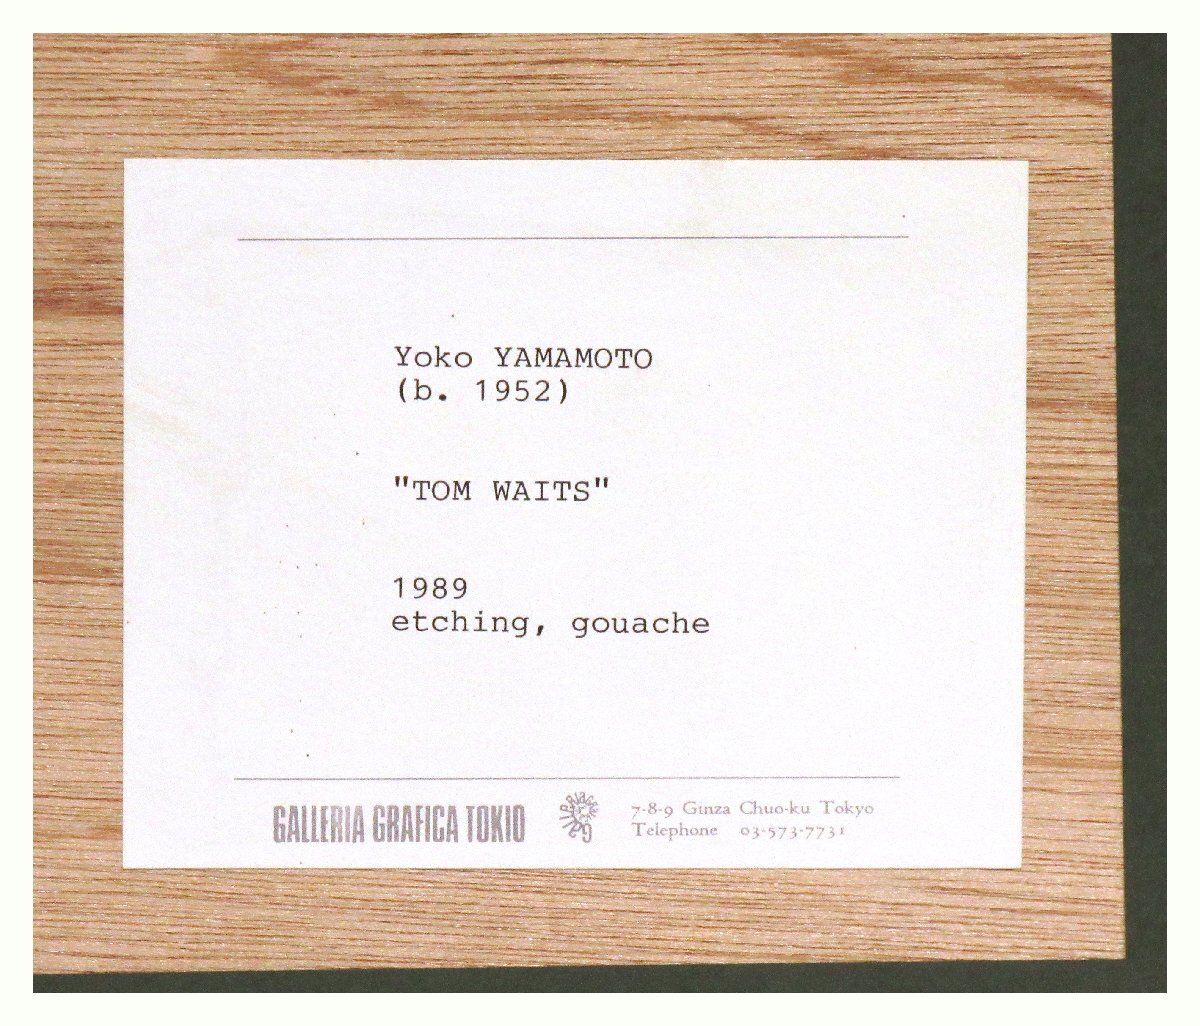 Yoko YAMAMOTO
(b. 1952)
"TOM WAITS"
1989
etching, gouache
GALLERIA GRAFICA TOKIO
7-8-9 Ginza Chuo-ku Tokyo
Telephone 03-573-7731